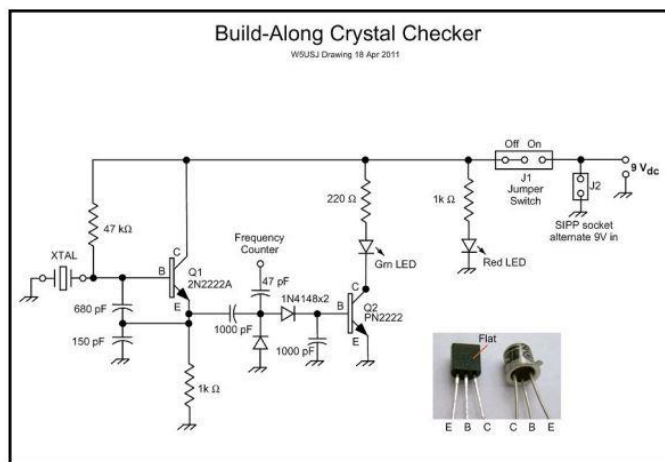 Build-Along Crystal Checker
W5USJ Drawing 18 Apr 2011
Off On
J1
Jumper
Switch
9 Vdc
J2
SIPP socket
alternate 9V in
220 Ω
1k Ω
47 kΩ
Frequency
Counter
Grn LED
Red LED
XTAL
C
B
E
Q1
2N2222A
47 pF
1N4148x2
C
B
E
Q2
PN2222
680 pF
150 pF
1000 pF
1000 pF
1k Ω
Flat
E B C C B E